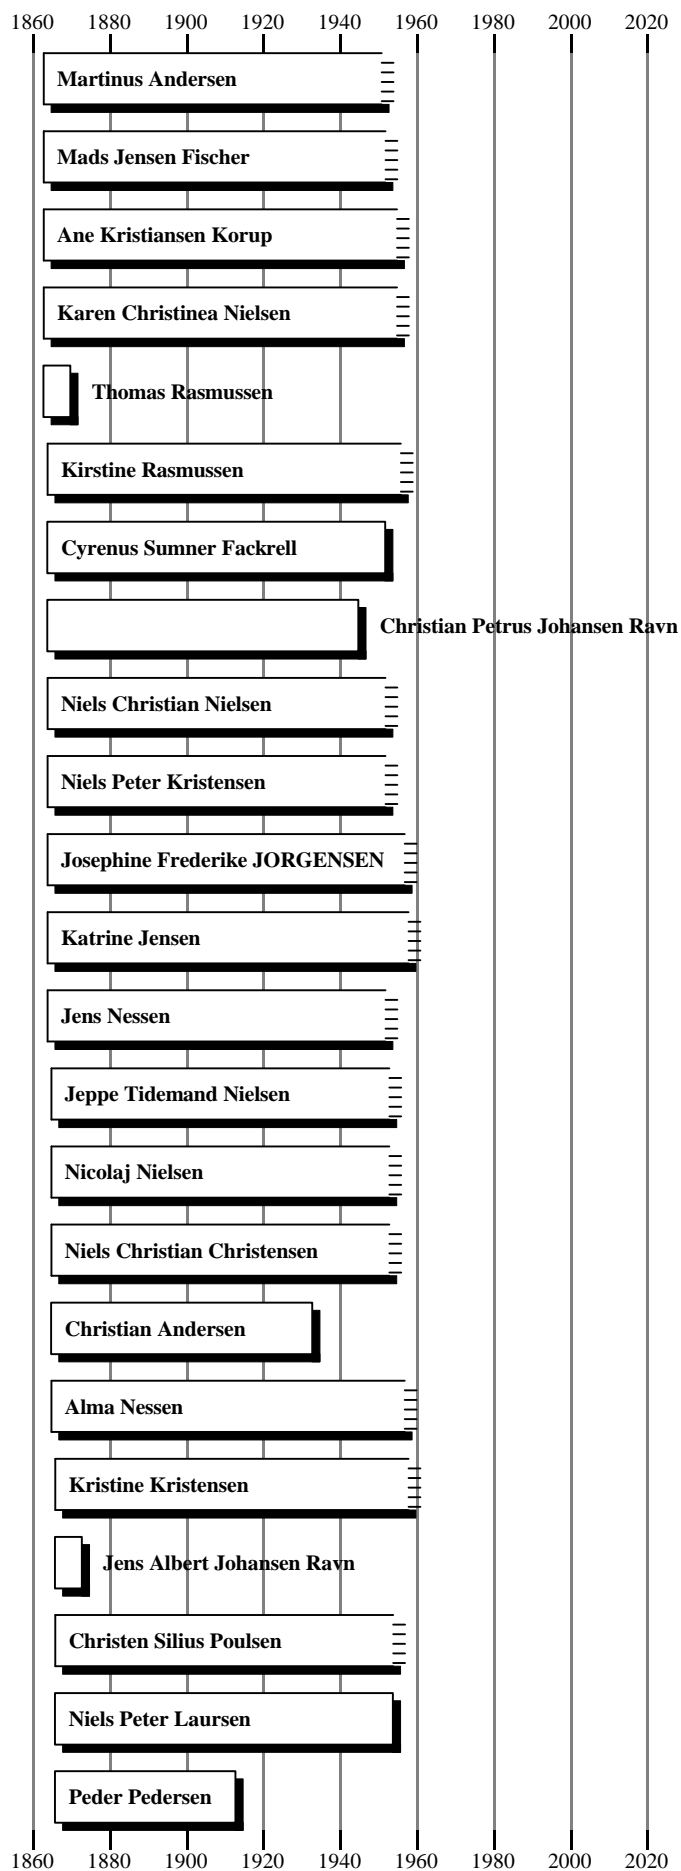 1860 1880 1900 1920 1940 1960 1980 2000 2020
Martinus Andersen
Mads Jensen Fischer
Ane Kristiansen Korup
Karen Christinea Nielsen
Thomas Rasmussen
Kirstine Rasmussen
Cyrenus Sumner Fackrell
Christian Petrus Johansen Ravn
Niels Christian Nielsen
Niels Peter Kristensen
Josephine Frederike JORGENSEN
Katrine Jensen
Jens Nessen
Jeppe Tidemand Nielsen
Nicolaj Nielsen
Niels Christian Christensen
Christian Andersen
Alma Nessen
Kristine Kristensen
Jens Albert Johansen Ravn
Christen Silius Poulsen
Niels Peter Laursen
Peder Pedersen
1860 1880 1900 1920 1940 1960 1980 2000 2020